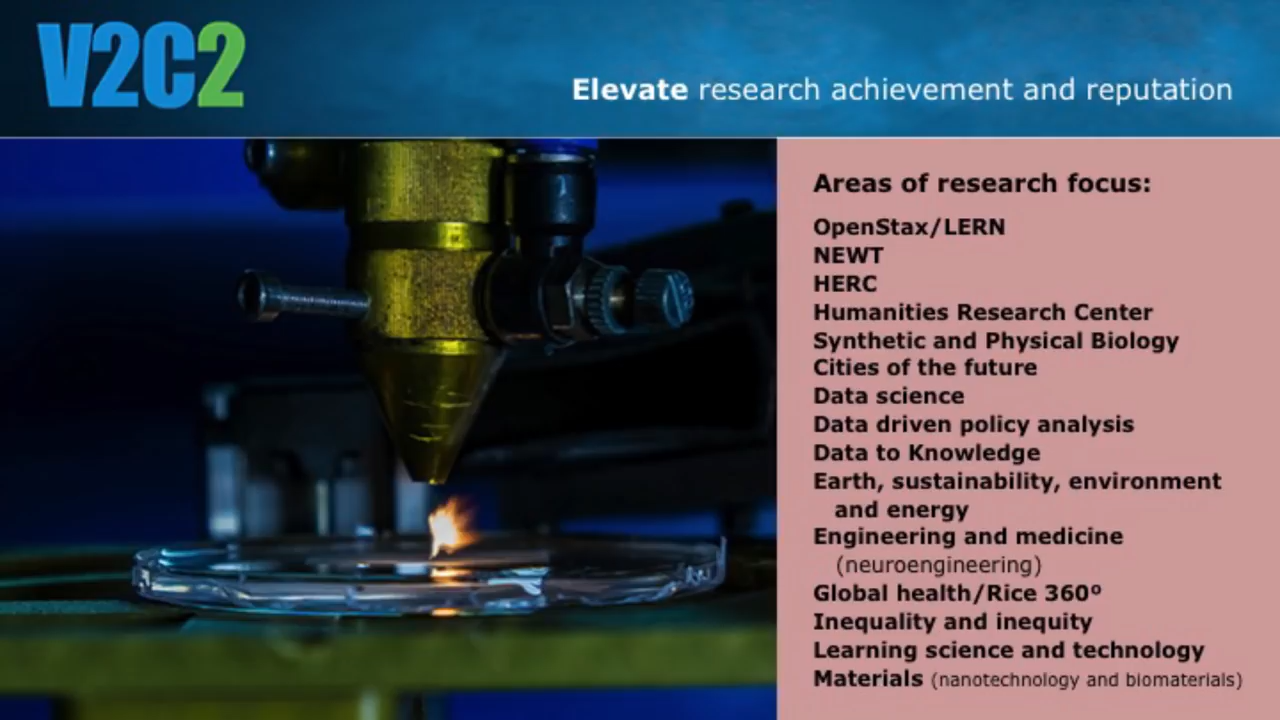 V2C2
Elevate research achievement and reputation
Areas of research focus:
OpenStax/LERN
NEWT
HERC
Humanities Research Center
Synthetic and Physical Biology
Cities of the future
Data science
Data driven policy analysis
Data to Knowledge
Earth, sustainability, environment
and energy
Engineering and medicine
(neuroengineering)
Global health/Rice 360º
Inequality and inequity
Learning science and technology
Materials (nanotechnology and biomaterials)